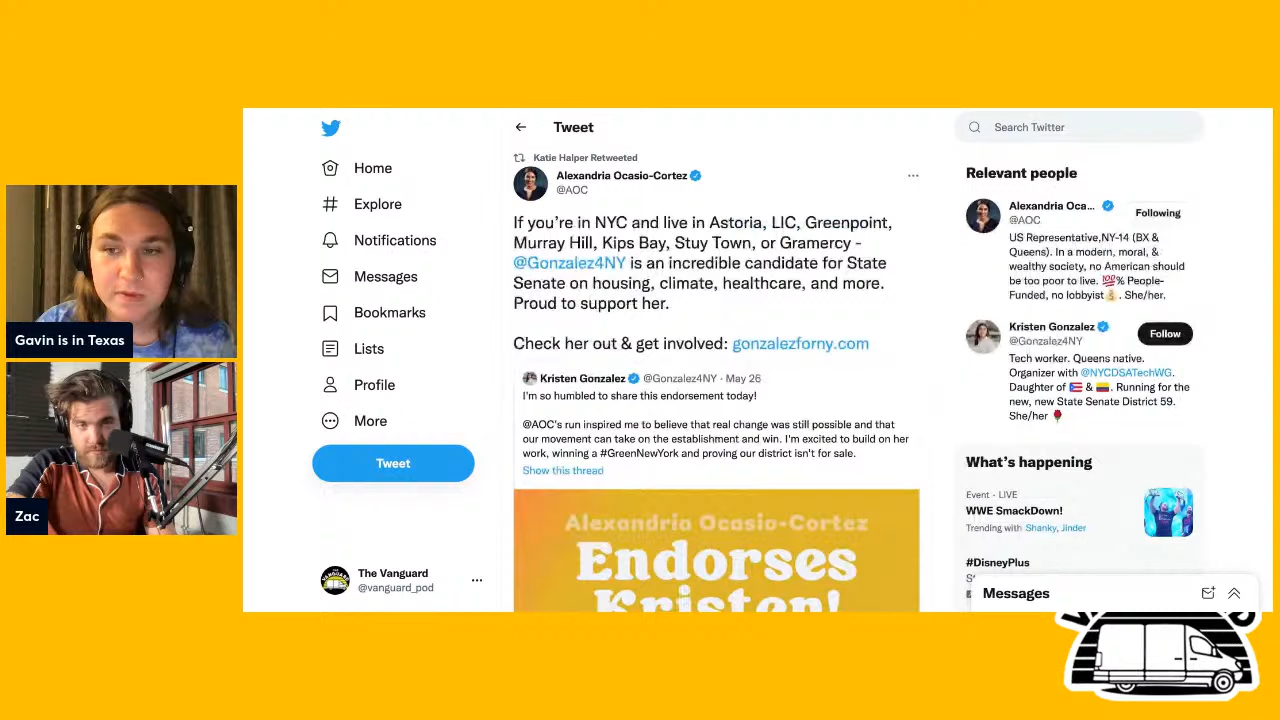 Gavin is in Texas
Zac
Home
Explore
Notifications
Messages
Bookmarks
Lists
Profile
More
Tweet
The Vanguard
@vanguard_pod
Tweet
Katie Halper Retweeted
Alexandria Ocasio-Cortez
@AOC
If you're in NYC and live in Astoria, LIC, Greenpoint,
Murray Hill, Kips Bay, Stuy Town, or Gramercy -
@Gonzalez4NY is an incredible candidate for State
Senate on housing, climate, healthcare, and more.
Proud to support her.
Check her out & get involved: gonzalezforny.com
Kristen Gonzalez @Gonzalez4NY · May 26
I'm so humbled to share this endorsement today!
@AOC's run inspired me to believe that real change was still possible and that
our movement can take on the establishment and win. I'm excited to build on her
work, winning a #GreenNewYork and proving our district isn't for sale.
Show this thread
Alexandria Ocasio-Cortez
Endorses
Kristen!
Search Twitter
Relevant people
Alexandria Oca...
@AOC
Following
US Representative,NY-14 (BX &
Queens). In a modern, moral, &
wealthy society, no American should
be too poor to live. 💯% People-
Funded, no lobbyist💰. She/her.
Kristen Gonzalez
@Gonzalez4NY
Follow
Tech worker. Queens native.
Organizer with @NYCDSATechWG.
Daughter of 🇵🇷 & 🇨🇴. Running for the
new, new State Senate District 59.
She/her 🌹
What's happening
Event · LIVE
WWE SmackDown!
Trending with Shanky, Jinder
#DisneyPlus
Messages